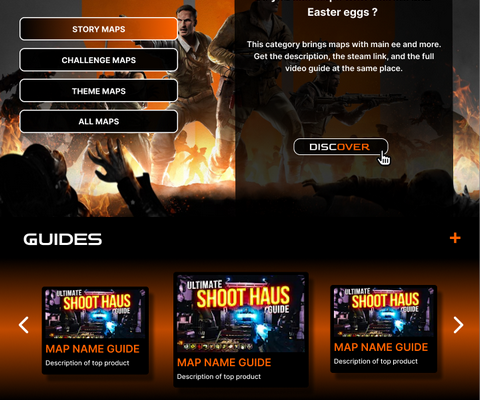 Easter eggs ?
This category brings maps with main ee and more.
Get the description, the steam link, and the full
video guide at the same place.
STORY MAPS
CHALLENGE MAPS
THEME MAPS
ALL MAPS
DISCOVER
GUIDES
+
ULTIMATE
SHOOT HAUS
GUIDE
MAP NAME GUIDE
Description of top product
ULTIMATE
SHOOT HAUS
GUIDE
MAP NAME GUIDE
Description of top product
ULTIMATE
SHOOT HAUS
GUIDE
MAP NAME GUIDE
Description of top product